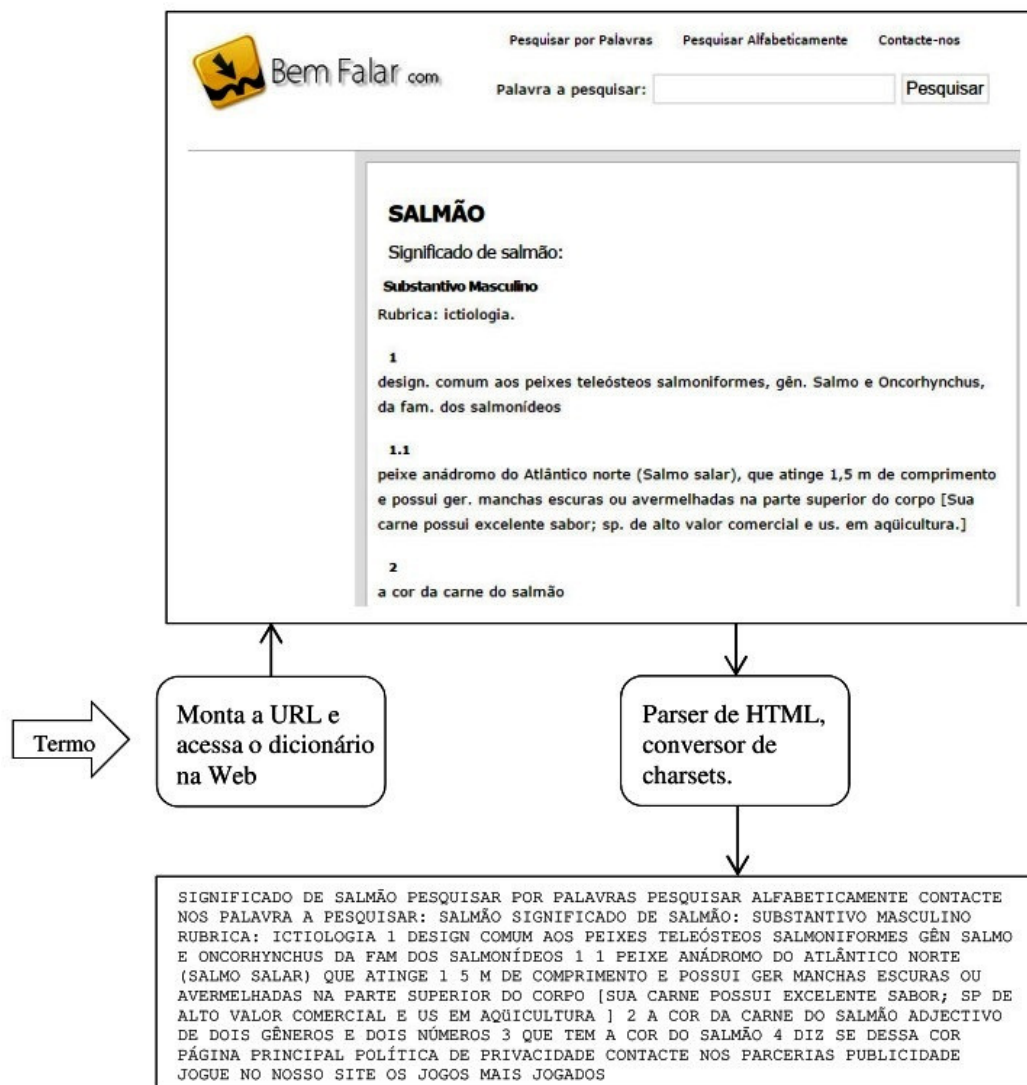 Bem Falar com
Pesquisar por Palavras Pesquisar Alfabeticamente Contacte-nos
Palavra a pesquisar: Pesquisar
SALMÃO
Significado de salmão:
Substantivo Masculino
Rubrica: ictiologia.
1
design. comum aos peixes teleósteos salmoniformes, gên. Salmo e Oncorhynchus,
da fam. dos salmonídeos
1.1
peixe anádromo do Atlântico norte (Salmo salar), que atinge 1,5 m de comprimento
e possui ger. manchas escuras ou avermelhadas na parte superior do corpo [Sua
carne possui excelente sabor; sp. de alto valor comercial e us. em aqüicultura.]
2
a cor da carne do salmão
Termo
Monta a URL e
acessa o dicionário
na Web
Parser de HTML,
conversor de
charsets.
SIGNIFICADO DE SALMÃO PESQUISAR POR PALAVRAS PESQUISAR ALFABETICAMENTE CONTACTE
NOS PALAVRA A PESQUISAR: SALMÃO SIGNIFICADO DE SALMÃO: SUBSTANTIVO MASCULINO
RUBRICA: ICTIOLOGIA 1 DESIGN COMUM AOS PEIXES TELEÓSTEOS SALMONIFORMES GÊN SALMO
E ONCORHYNCHUS DA FAM DOS SALMONÍDEOS 1 1 PEIXE ANÁDROMO DO ATLÂNTICO NORTE
(SALMO SALAR) QUE ATINGE 1 5 M DE COMPRIMENTO E POSSUI GER MANCHAS ESCURAS OU
AVERMELHADAS NA PARTE SUPERIOR DO CORPO [SUA CARNE POSSUI EXCELENTE SABOR; SP DE
ALTO VALOR COMERCIAL E US EM AQüICULTURA ] 2 A COR DA CARNE DO SALMÃO ADJECTIVO
DE DOIS GÊNEROS E DOIS NÚMEROS 3 QUE TEM A COR DO SALMÃO 4 DIZ SE DESSA COR
PÁGINA PRINCIPAL POLÍTICA DE PRIVACIDADE CONTACTE NOS PARCERIAS PUBLICIDADE
JOGUE NO NOSSO SITE OS JOGOS MAIS JOGADOS